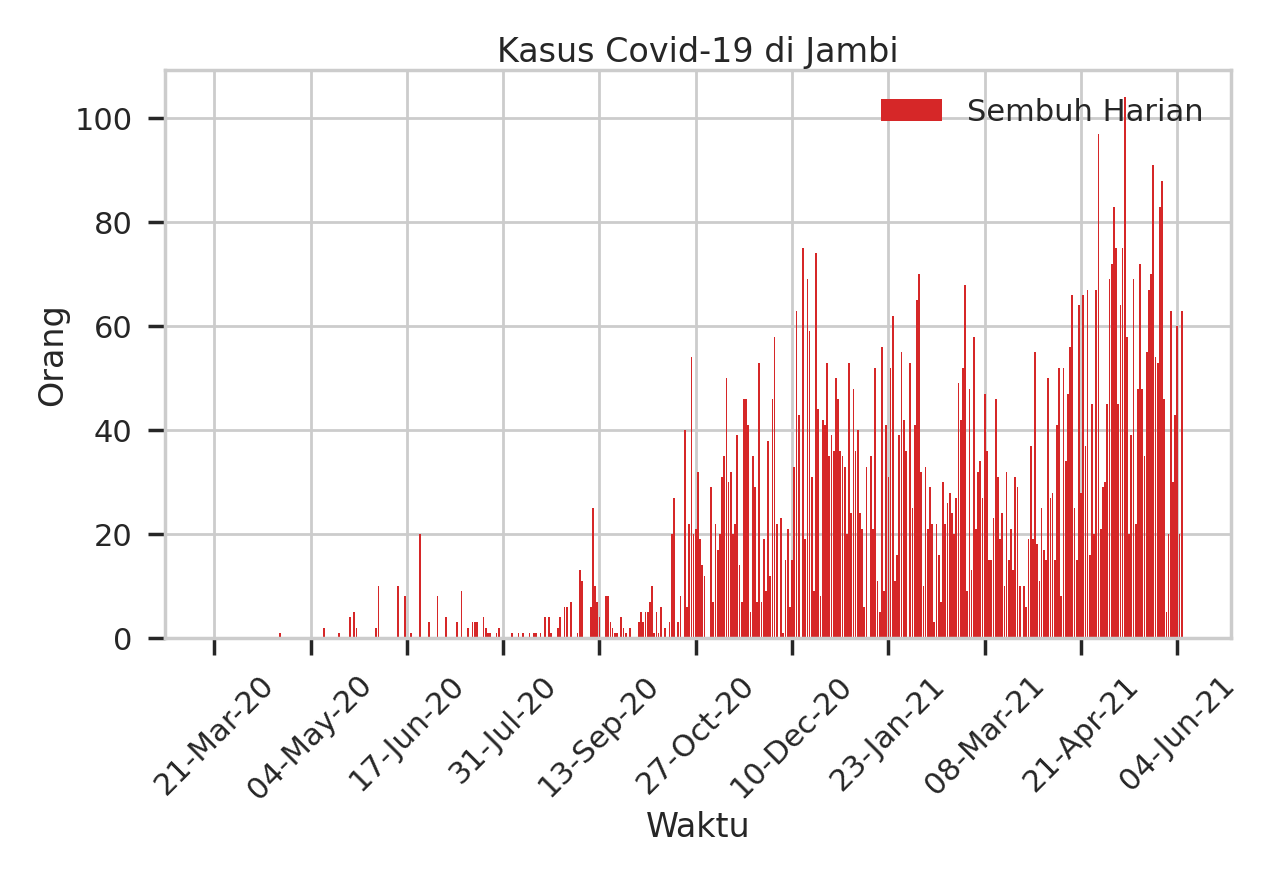 Kasus Covid-19 di Jambi
Sembuh Harian
100
80
60
40
20
0
Orang
21-Mar-20
04-May-20
17-Jun-20
31-Jul-20
13-Sep-20
27-Oct-20
10-Dec-20
23-Jan-21
08-Mar-21
21-Apr-21
04-Jun-21
Waktu